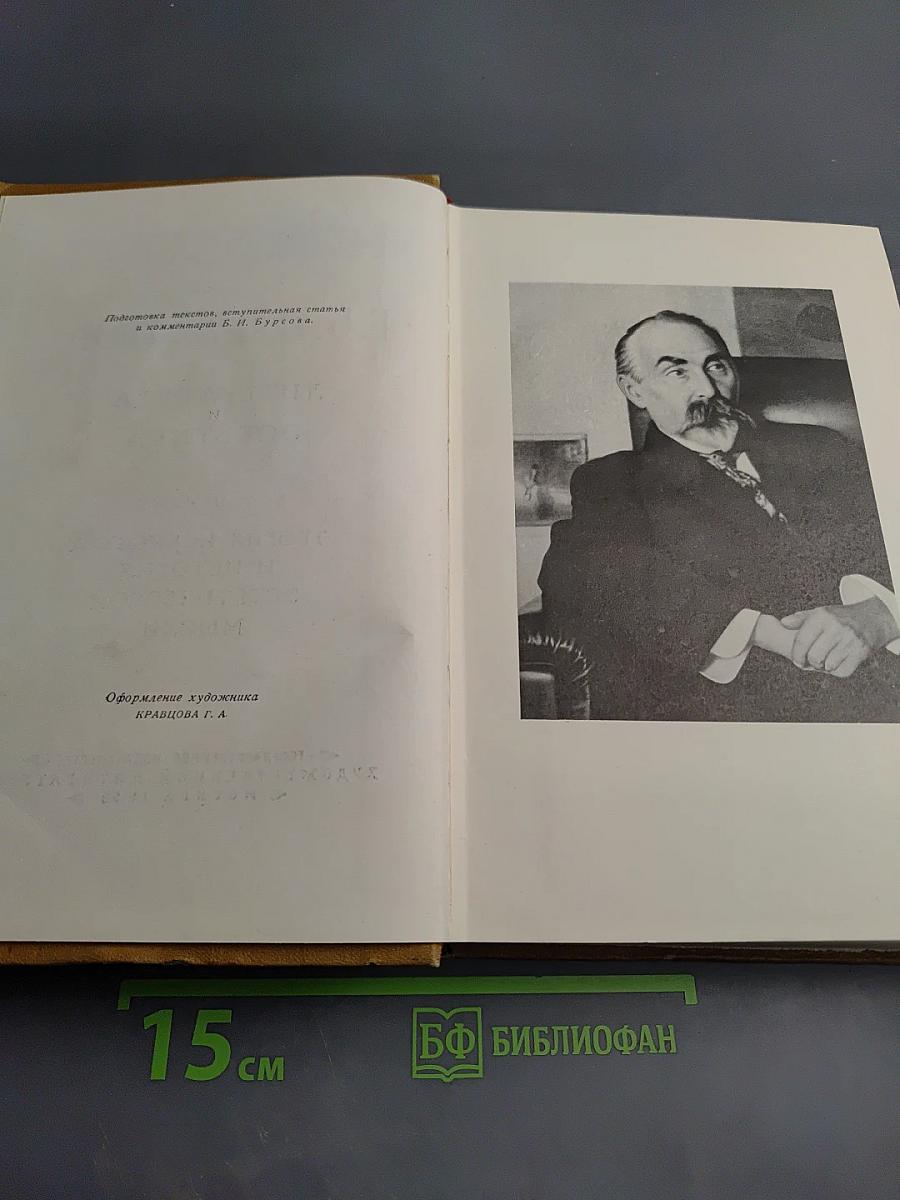 Подготовка текстов, вступительная статья
и комментарии Б. И. Бурсова.
Оформление художника
КРАВЦОВА Г. А.
15 см
БФ БИБЛИОФАН